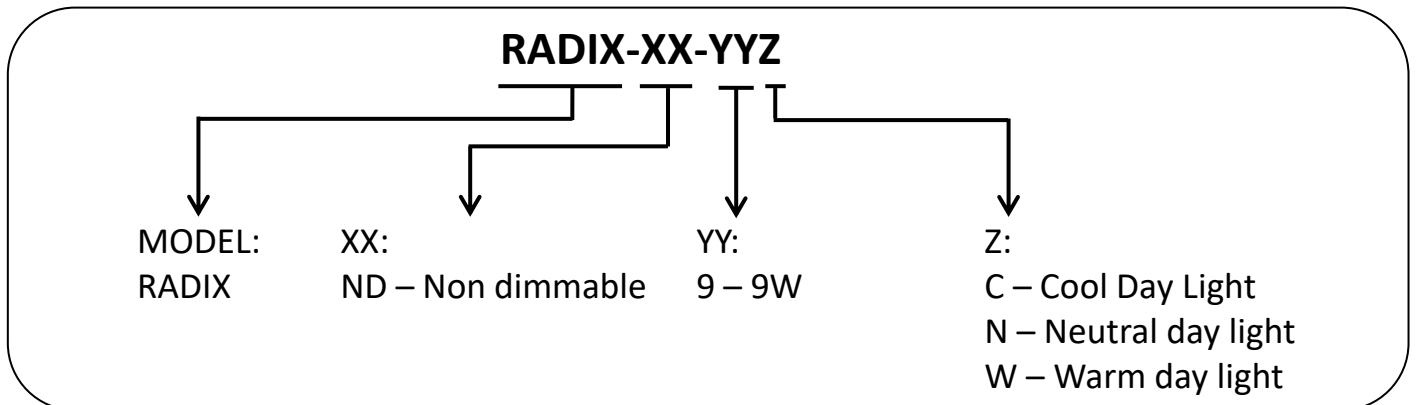 RADIX-XX-YYZ
MODEL:
RADIX
XX:
ND – Non dimmable
YY:
9 – 9W
Z:
C – Cool Day Light
N – Neutral day light
W – Warm day light